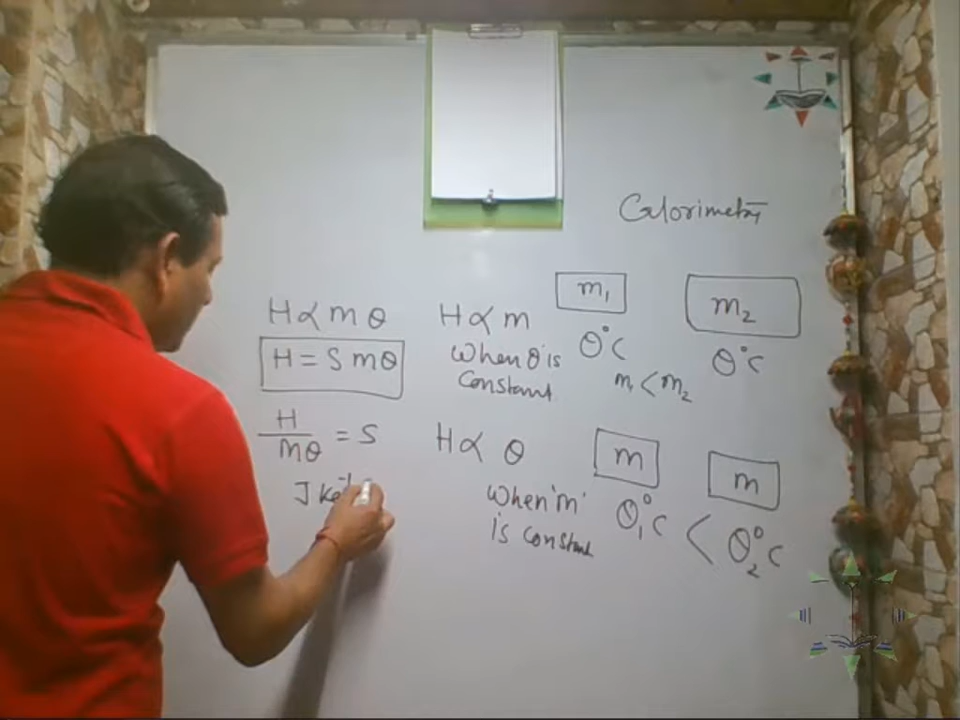 Calorimetry
H ∝ m θ
H = S m θ
H / mθ = S
J kg⁻¹
H ∝ m
When θ is
Constant
m₁
θ°C
m₂
θ°C
m₁ < m₂
H ∝ θ
When 'm'
is constant
m
θ₁°C
<
m
θ₂°C